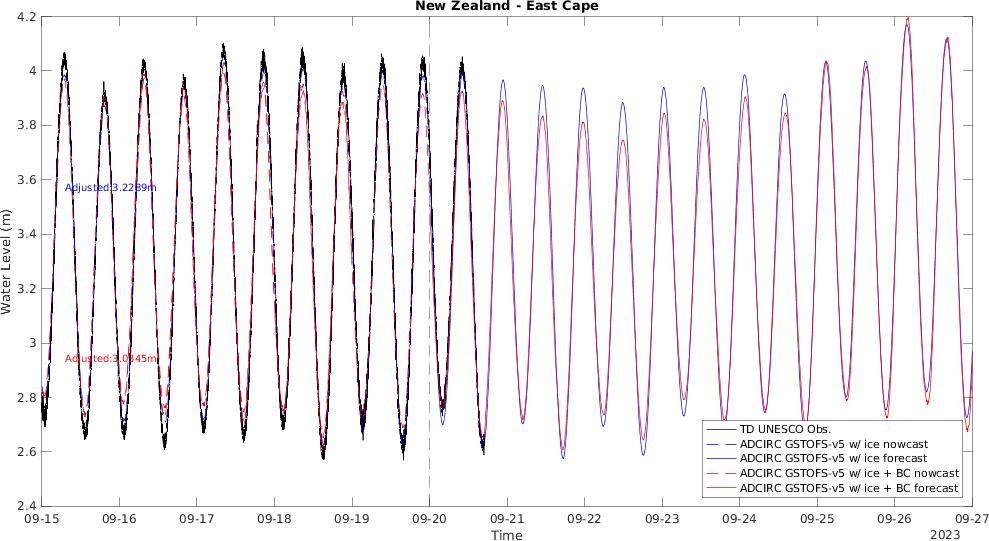 New Zealand - East Cape
4.2
4
3.8
3.6
3.4
3.2
3
2.8
2.6
2.4
Water Level (m)
Adjusted:3.2289m
Adjusted:3.0345m
TD UNESCO Obs.
ADCIRC GSTOFS-v5 w/ ice nowcast
ADCIRC GSTOFS-v5 w/ ice forecast
ADCIRC GSTOFS-v5 w/ ice + BC nowcast
ADCIRC GSTOFS-v5 w/ ice + BC forecast
09-15 09-16 09-17 09-18 09-19 09-20 09-21 09-22 09-23 09-24 09-25 09-26 09-27
Time
2023